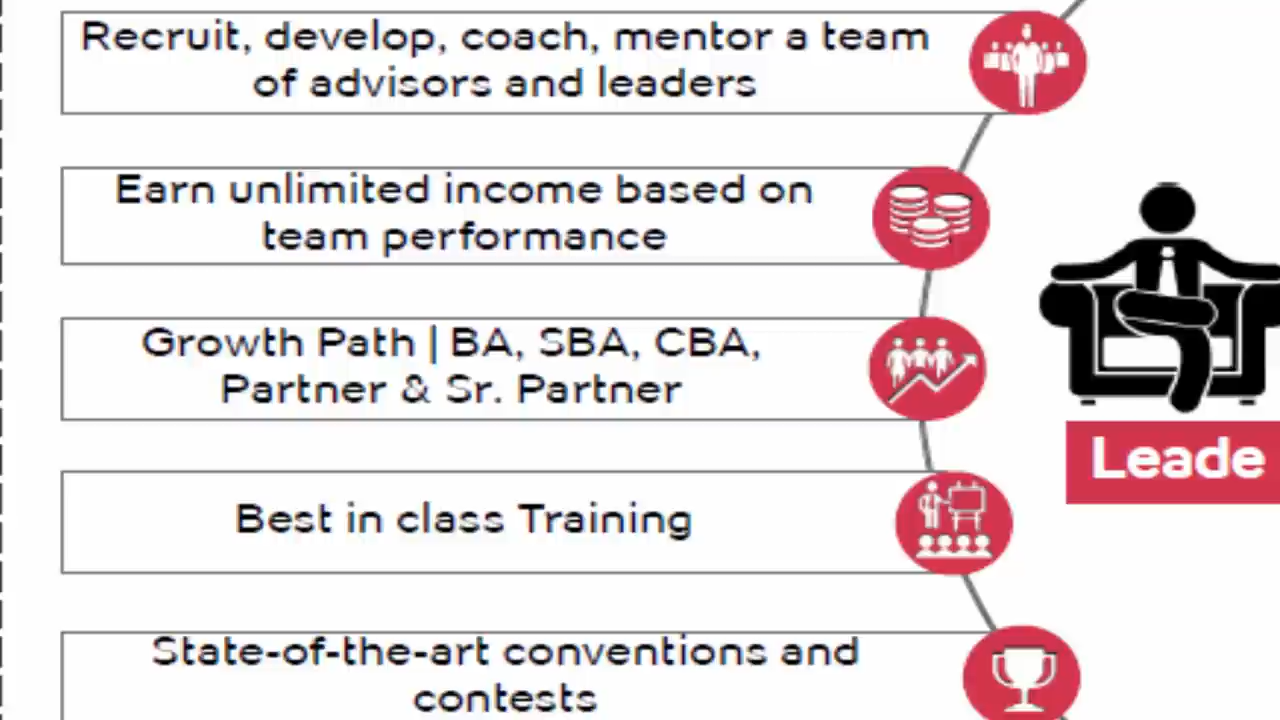 Recruit, develop, coach, mentor a team
of advisors and leaders
Earn unlimited income based on
team performance
Growth Path | BA, SBA, CBA,
Partner & Sr. Partner
Leade
Best in class Training
State-of-the-art conventions and
contests